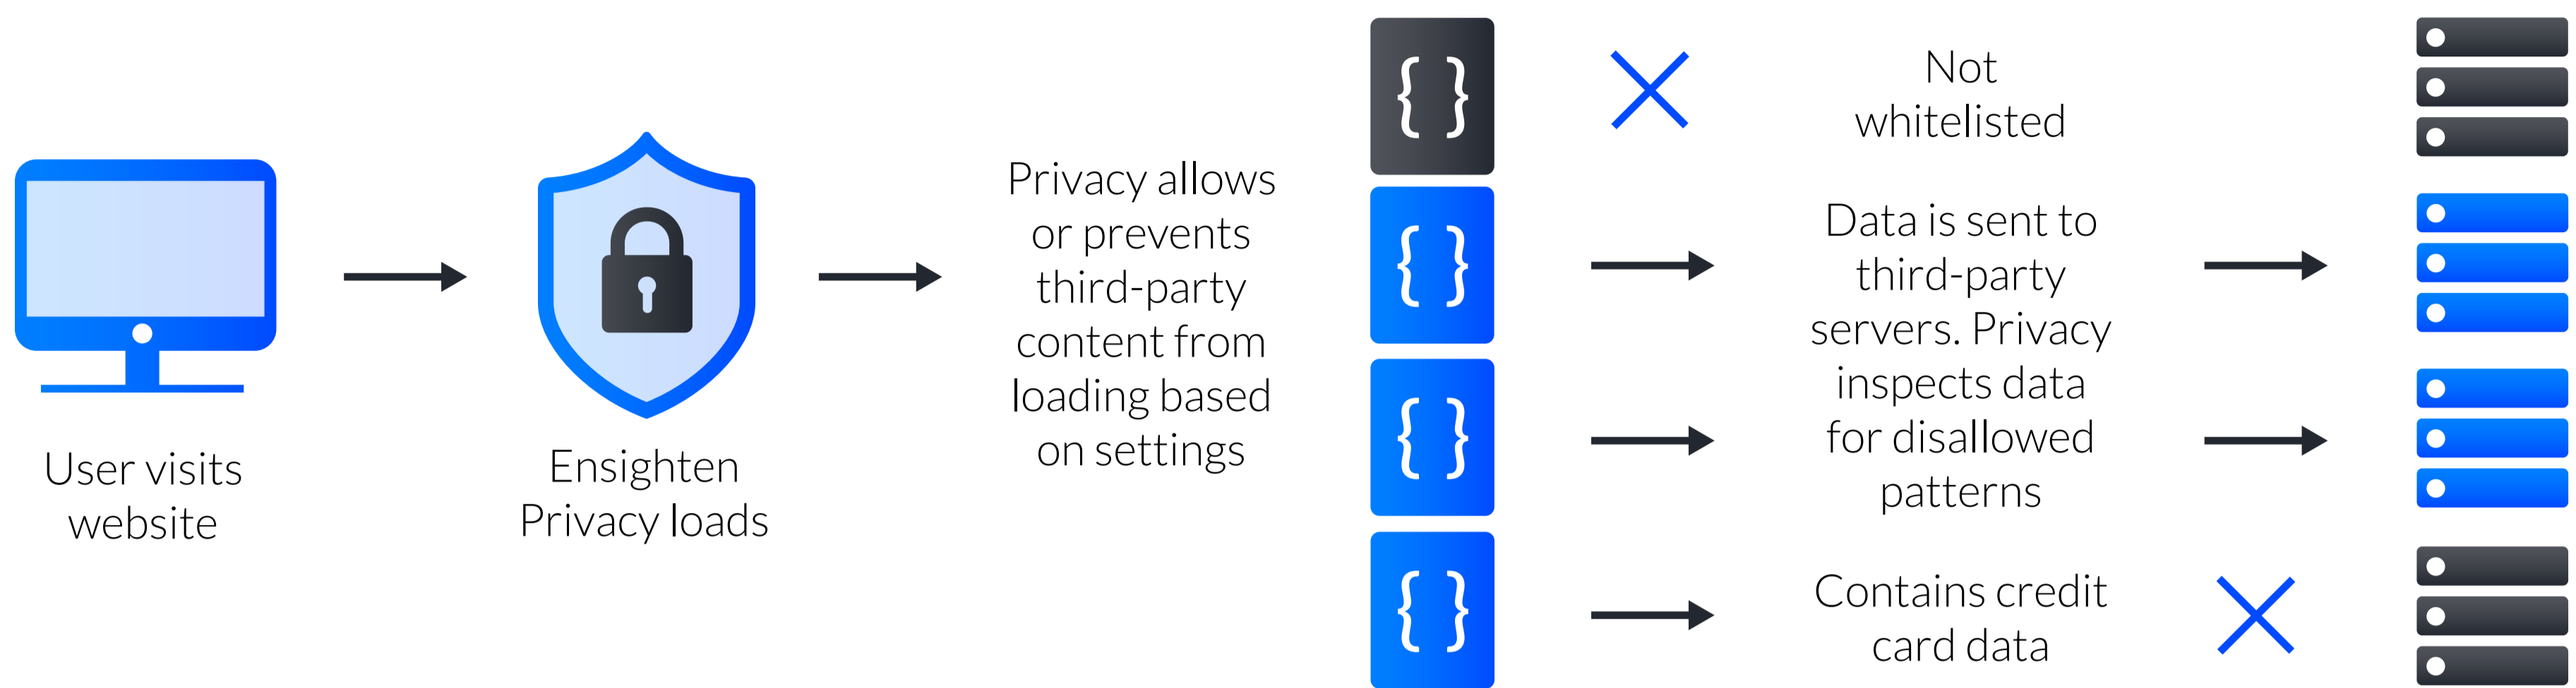 User visits
website
Ensighten
Privacy loads
Privacy allows
or prevents
third-party
content from
loading based
on settings
{ }
{ }
{ }
{ }
Not
whitelisted
Data is sent to
third-party
servers. Privacy
inspects data
for disallowed
patterns
Contains credit
card data